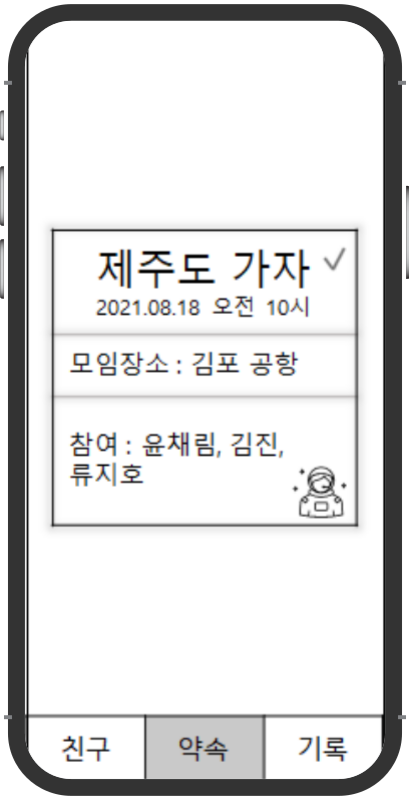 제주도 가자
2021.08.18 오전 10시
모임장소 : 김포 공항
참여 : 윤채림, 김진,
류지호
친구
약속
기록